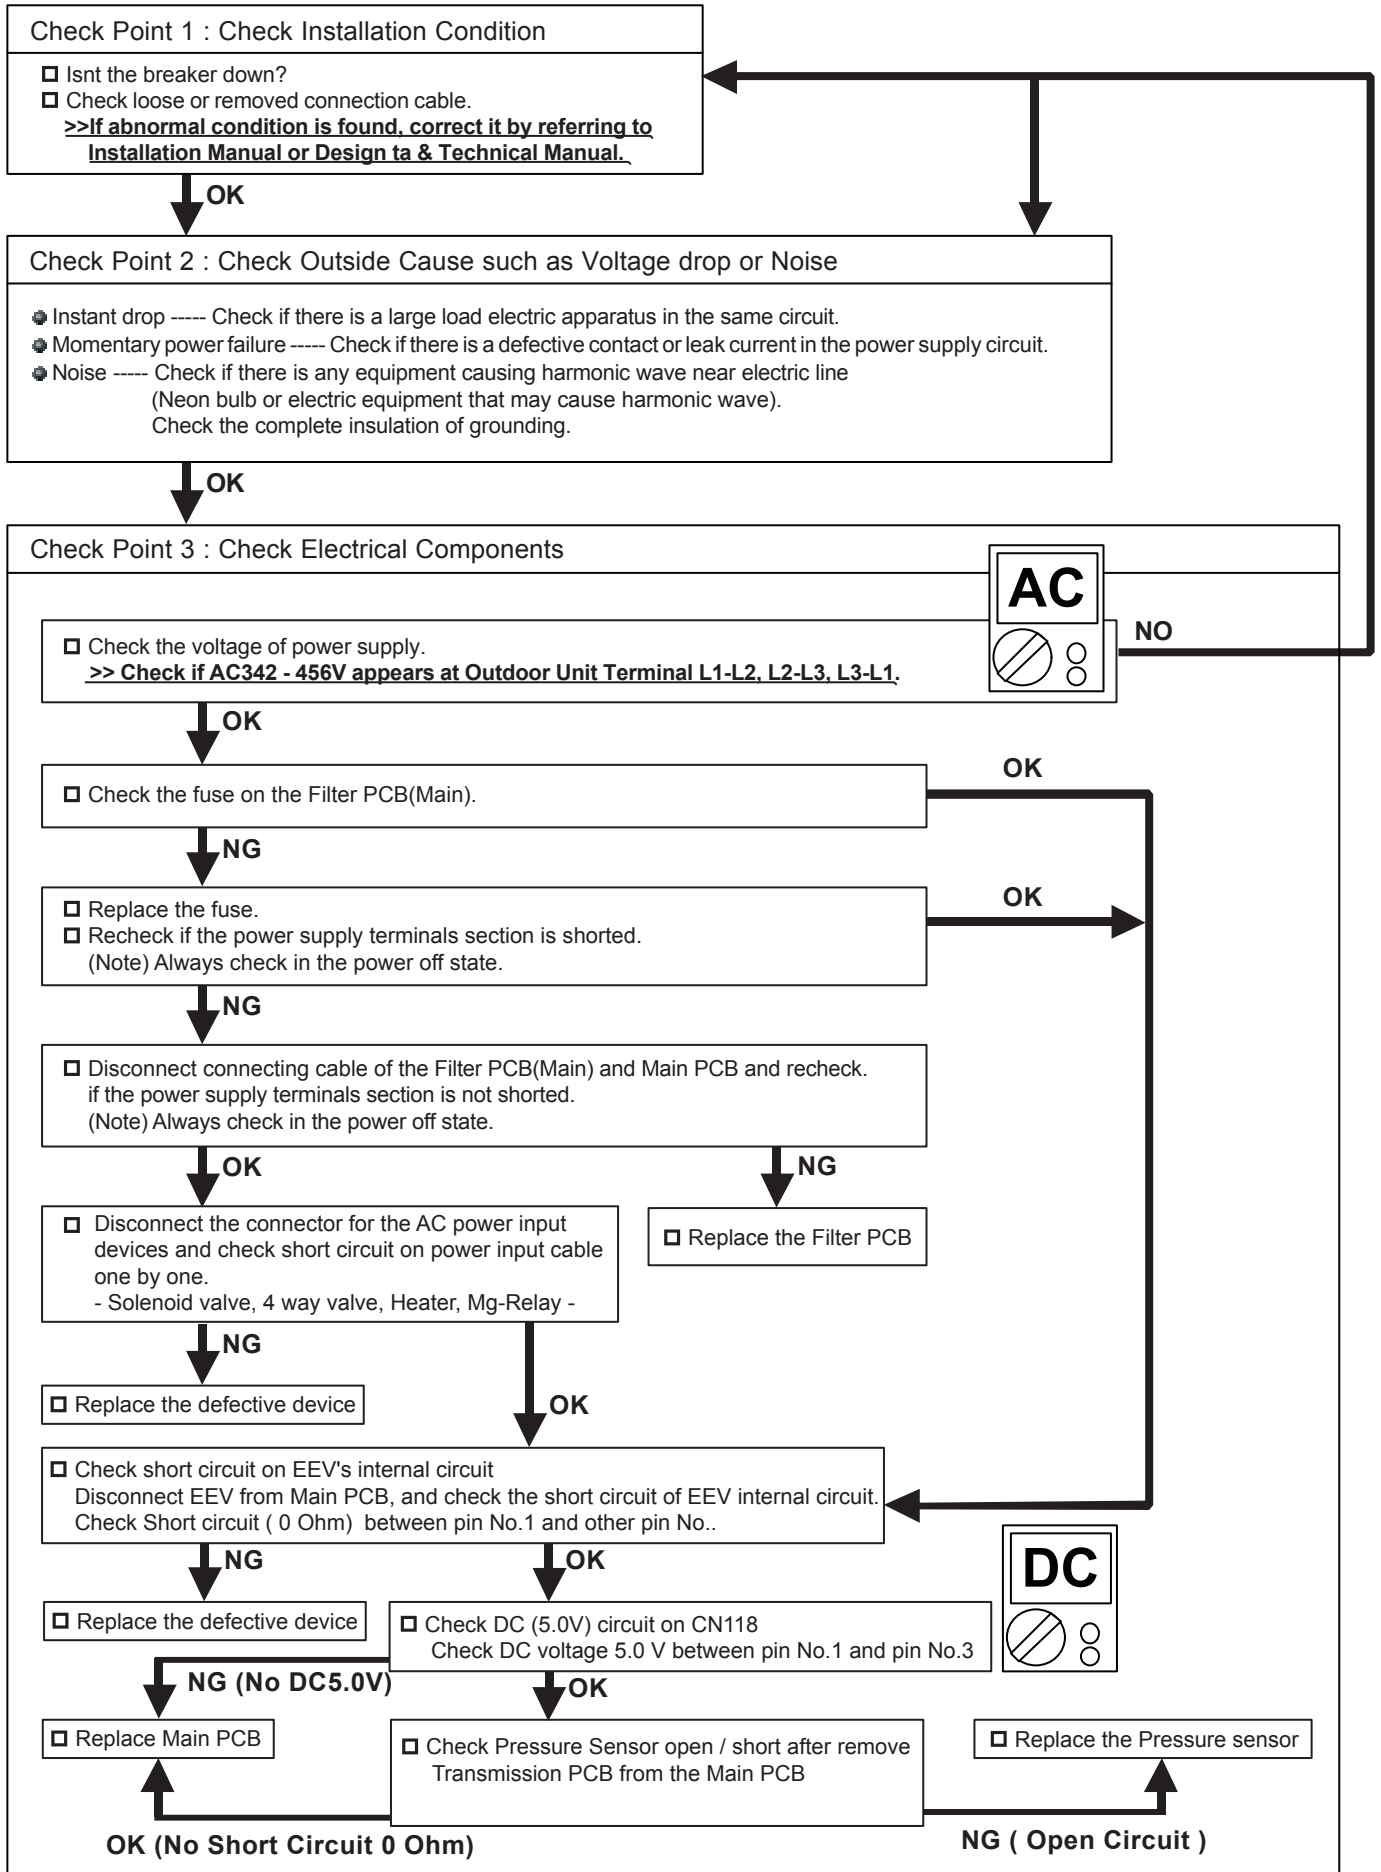 Check Point 1 : Check Installation Condition
Isnt the breaker down?
Check loose or removed connection cable.
>>If abnormal condition is found, correct it by referring to
Installation Manual or Design ta & Technical Manual.
OK
Check Point 2 : Check Outside Cause such as Voltage drop or Noise
Instant drop ----- Check if there is a large load electric apparatus in the same circuit.
Momentary power failure ----- Check if there is a defective contact or leak current in the power supply circuit.
Noise ----- Check if there is any equipment causing harmonic wave near electric line
(Neon bulb or electric equipment that may cause harmonic wave).
Check the complete insulation of grounding.
OK
Check Point 3 : Check Electrical Components
AC
Check the voltage of power supply.
>> Check if AC342 - 456V appears at Outdoor Unit Terminal L1-L2, L2-L3, L3-L1.
NO
OK
Check the fuse on the Filter PCB(Main).
OK
NG
Replace the fuse.
Recheck if the power supply terminals section is shorted.
(Note) Always check in the power off state.
OK
NG
Disconnect connecting cable of the Filter PCB(Main) and Main PCB and recheck.
if the power supply terminals section is not shorted.
(Note) Always check in the power off state.
OK
NG
Disconnect the connector for the AC power input
devices and check short circuit on power input cable
one by one.
- Solenoid valve, 4 way valve, Heater, Mg-Relay -
Replace the Filter PCB
NG
OK
Replace the defective device
Check short circuit on EEV's internal circuit
Disconnect EEV from Main PCB, and check the short circuit of EEV internal circuit.
Check Short circuit ( 0 Ohm) between pin No.1 and other pin No..
NG
OK
DC
Replace the defective device
Check DC (5.0V) circuit on CN118
Check DC voltage 5.0 V between pin No.1 and pin No.3
NG (No DC5.0V)
OK
Replace Main PCB
Check Pressure Sensor open / short after remove
Transmission PCB from the Main PCB
Replace the Pressure sensor
OK (No Short Circuit 0 Ohm)
NG ( Open Circuit )